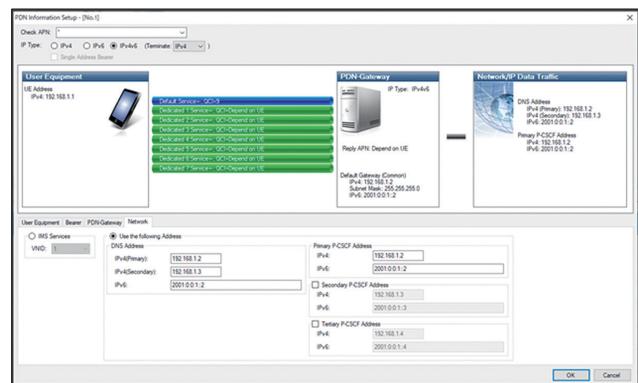 PDN Information Setup - [No.1]
Check APN: *
IP Type: IPv4 IPv6 IPv4v6 (Terminate IPv4 )
Single Address Bearer
User Equipment
UE Address
IPv4: 192.168.1.1
Default Service-, QCI=9
Dedicated 1 Service-, QCI=Depend on UE
Dedicated 2 Service-, QCI=Depend on UE
Dedicated 3 Service-, QCI=Depend on UE
Dedicated 4 Service-, QCI=Depend on UE
Dedicated 5 Service-, QCI=Depend on UE
Dedicated 6 Service-, QCI=Depend on UE
Dedicated 7 Service-, QCI=Depend on UE
PDN-Gateway
IP Type: IPv4v6
Reply APN: Depend on UE
Default Gateway (Common)
IPv4: 192.168.1.2
Subnet Mask: 255.255.255.0
IPv6: 2001:0:0:1::2
Network/IP Data Traffic
DNS Address
IPv4 (Primary): 192.168.1.2
IPv4 (Secondary): 192.168.1.3
IPv6: 2001:0:0:1::2
Primary P-CSCF Address
IPv4: 192.168.1.2
IPv6: 2001:0:0:1::2
User Equipment Bearer PDN-Gateway Network
IMS Services
VNID: 1
Use the following Address
DNS Address
IPv4(Primary): 192.168.1.2
IPv4(Secondary): 192.168.1.3
IPv6: 2001:0:0:1::2
Primary P-CSCF Address
IPv4: 192.168.1.2
IPv6: 2001:0:0:1::2
Secondary P-CSCF Address
IPv4: 192.168.1.3
IPv6: 2001:0:0:1::3
Tertiary P-CSCF Address
IPv4: 192.168.1.4
IPv6: 2001:0:0:1::4
OK Cancel